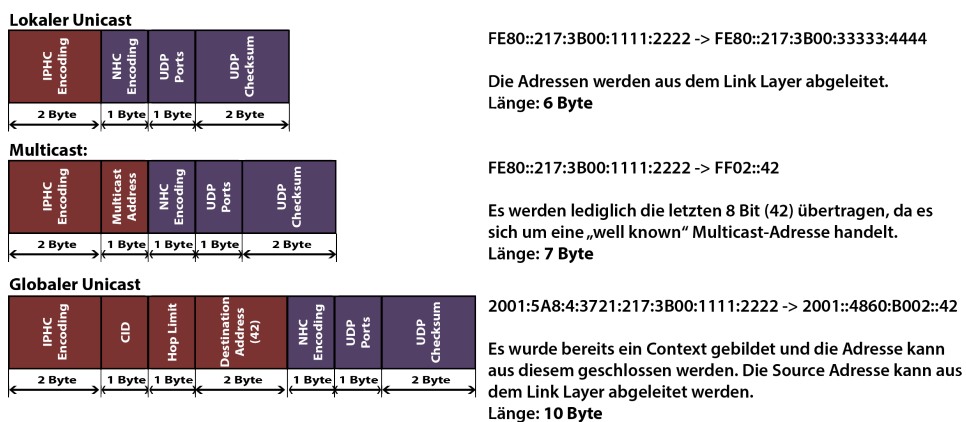 Lokaler Unicast
IPHC Encoding
NHC Encoding
UDP Ports
UDP Checksum
2 Byte
1 Byte
1 Byte
2 Byte
FE80::217:3B00:1111:2222 -> FE80::217:3B00:33333:4444
Die Adressen werden aus dem Link Layer abgeleitet.
Länge: 6 Byte
Multicast:
IPHC Encoding
Multicast Address
NHC Encoding
UDP Ports
UDP Checksum
2 Byte
1 Byte
1 Byte
1 Byte
2 Byte
FE80::217:3B00:1111:2222 -> FF02::42
Es werden lediglich die letzten 8 Bit (42) übertragen, da es
sich um eine „well known“ Multicast-Adresse handelt.
Länge: 7 Byte
Globaler Unicast
IPHC Encoding
CID
Hop Limit
Destination Address (42)
NHC Encoding
UDP Ports
UDP Checksum
2 Byte
1 Byte
1 Byte
2 Byte
1 Byte
1 Byte
2 Byte
2001:5A8:4:3721:217:3B00:1111:2222 -> 2001::4860:B002::42
Es wurde bereits ein Context gebildet und die Adresse kann
aus diesem geschlossen werden. Die Source Adresse kann aus
dem Link Layer abgeleitet werden.
Länge: 10 Byte